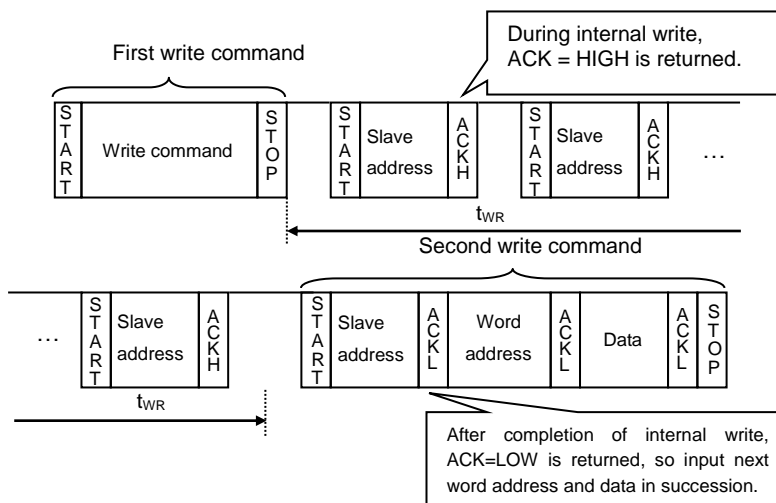 During internal write,
ACK = HIGH is returned.
First write command
START
Write command
STOP
START
Slave
address
ACKH
START
Slave
address
ACKH
…
tWR
Second write command
…
START
Slave
address
ACKH
START
Slave
address
ACKL
Word
address
ACKL
Data
ACKL
STOP
tWR
After completion of internal write,
ACK=LOW is returned, so input next
word address and data in succession.